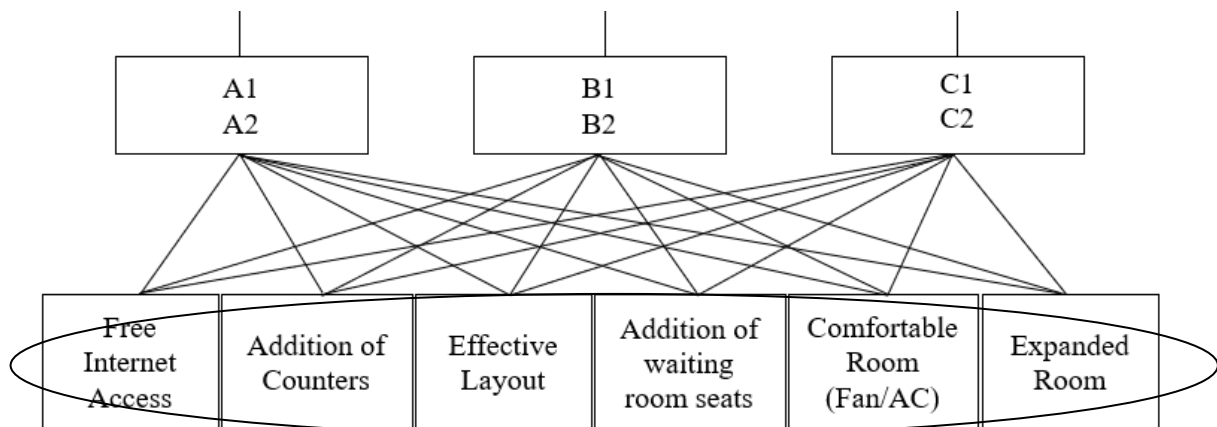 A1
A2
B1
B2
C1
C2
Free
Internet
Access
Addition of
Counters
Effective
Layout
Addition of
waiting
room seats
Comfortable
Room
(Fan/AC)
Expanded
Room